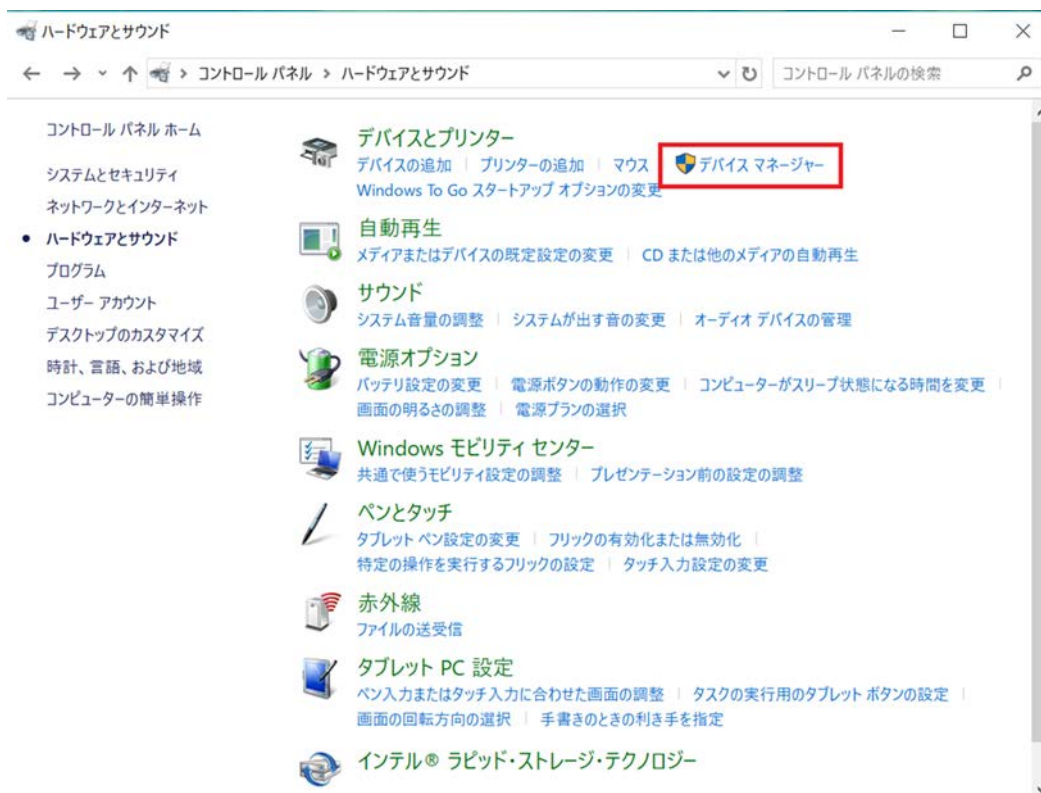 ハードウェアとサウンド
コントロール パネル > ハードウェアとサウンド
コントロール パネルの検索
コントロール パネル ホーム
システムとセキュリティ
ネットワークとインターネット
ハードウェアとサウンド
プログラム
ユーザー アカウント
デスクトップのカスタマイズ
時計、言語、および地域
コンピューターの簡単操作
デバイスとプリンター
デバイスの追加 | プリンターの追加 | マウス | デバイス マネージャー
Windows To Go スタートアップ オプションの変更
自動再生
メディアまたはデバイスの既定設定の変更 | CD または他のメディアの自動再生
サウンド
システム音量の調整 | システムが出す音の変更 | オーディオ デバイスの管理
電源オプション
バッテリ設定の変更 | 電源ボタンの動作の変更 | コンピューターがスリープ状態になる時間を変更 |
画面の明るさの調整 | 電源プランの選択
Windows モビリティ センター
共通で使うモビリティ設定の調整 | プレゼンテーション前の設定の調整
ペンとタッチ
タブレット ペン設定の変更 | フリックの有効化または無効化 |
特定の操作を実行するフリックの設定 | タッチ入力設定の変更
赤外線
ファイルの送受信
タブレット PC 設定
ペン入力またはタッチ入力に合わせた画面の調整 | タスクの実行用のタブレット ボタンの設定 |
画面の回転方向の選択 | 手書きのときの利き手を指定
インテル® ラピッド・ストレージ・テクノロジー